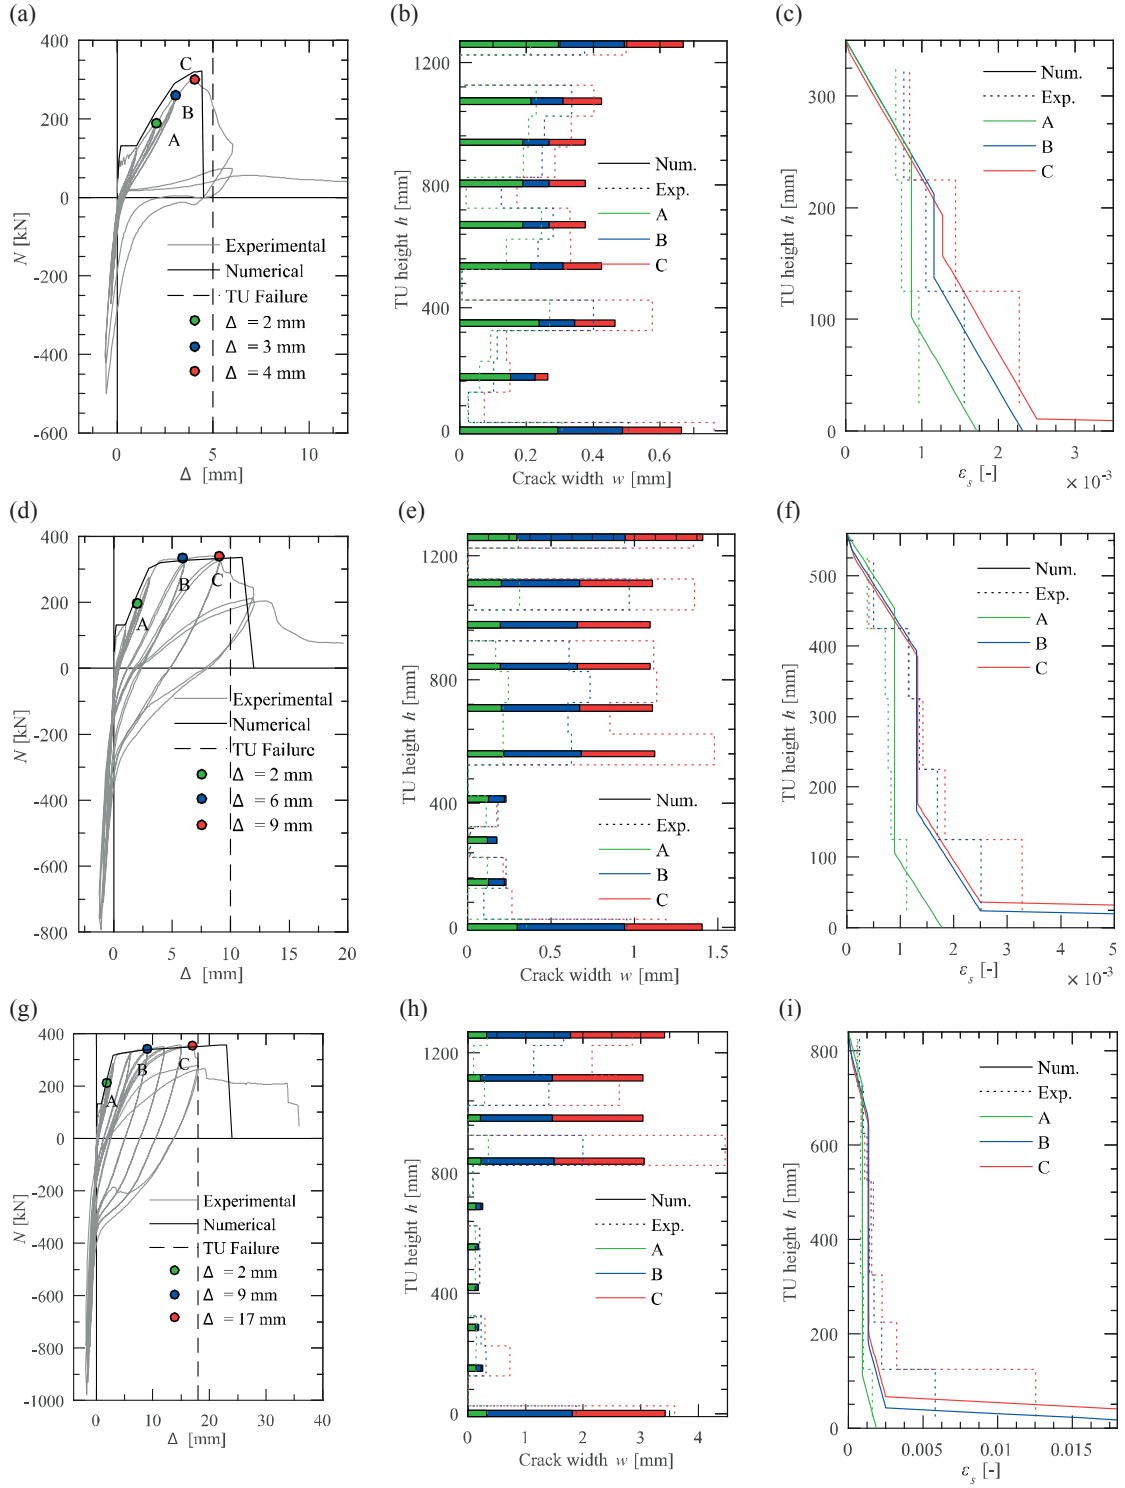 (a)
(b)
(c)
400
300
200
100
0
-200
-400
-600
0
5
10
N [kN]
Δ [mm]
C
B
A
Experimental
Numerical
TU Failure
Δ = 2 mm
Δ = 3 mm
Δ = 4 mm
1200
800
400
0
0
0.2
0.4
0.6
TU height h [mm]
Crack width w [mm]
Num.
Exp.
A
B
C
300
200
100
0
0
1
2
3
TU height h [mm]
εs [-]
× 10-3
Num.
Exp.
A
B
C
(d)
(e)
(f)
400
300
200
100
0
-200
-400
-600
-800
0
5
10
15
20
N [kN]
Δ [mm]
A
B
C
Experimental
Numerical
TU Failure
Δ = 2 mm
Δ = 6 mm
Δ = 9 mm
1200
800
400
0
0
0.5
1
1.5
TU height h [mm]
Crack width w [mm]
Num.
Exp.
A
B
C
500
400
300
200
100
0
0
1
2
3
4
5
TU height h [mm]
εs [-]
× 10-3
Num.
Exp.
A
B
C
(g)
(h)
(i)
400
200
0
-200
-400
-600
-800
-1000
0
10
20
30
40
N [kN]
Δ [mm]
A
B
C
Experimental
Numerical
TU Failure
Δ = 2 mm
Δ = 9 mm
Δ = 17 mm
1200
800
400
0
0
1
2
3
4
TU height h [mm]
Crack width w [mm]
Num.
Exp.
A
B
C
800
600
400
200
0
0
0.005
0.01
0.015
TU height h [mm]
εs [-]
Num.
Exp.
A
B
C